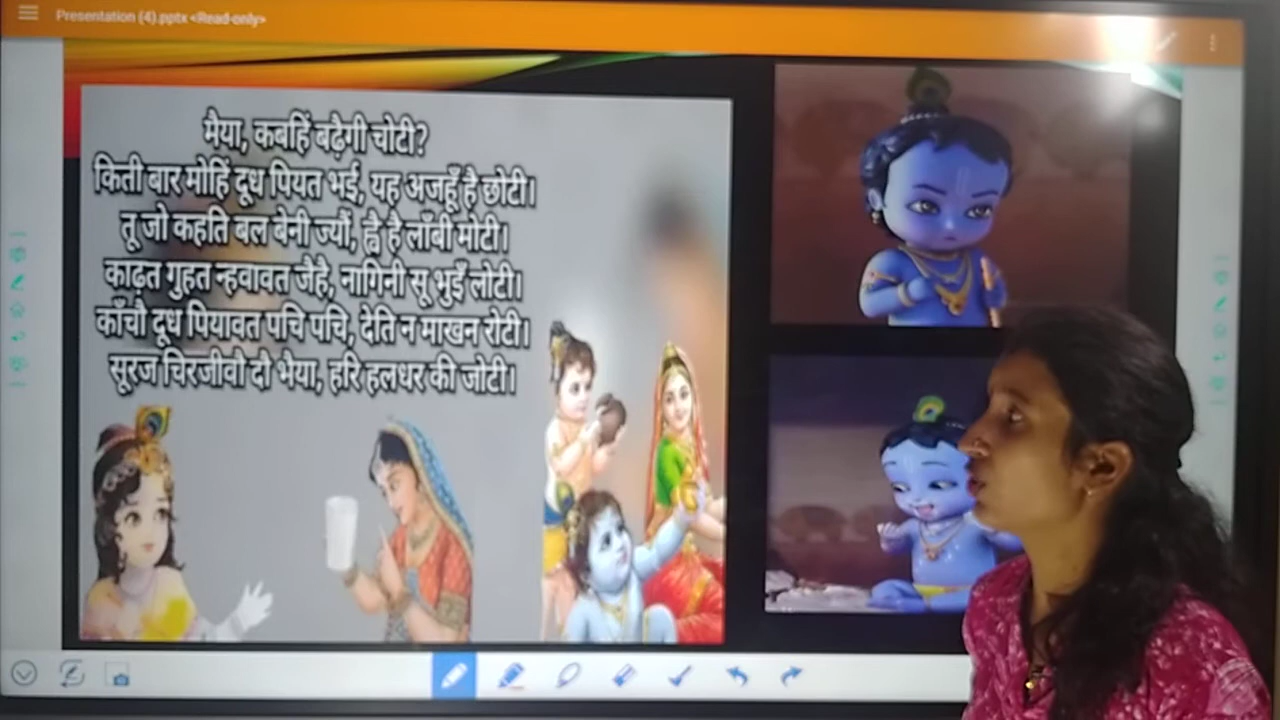 Presentation (4).pptx <Read-only>
मैया, कबहिं बढ़ैगी चोटी?
किती बार मोहिं दूध पियत भई, यह अजहूँ है छोटी।
तू जो कहति बल बेनी ज्यौं, ह्वै है लाँबी मोटी।
काढ़त गुहत न्हवावत जैहै, नागिनी सू भुइँ लोटी।
काँचौ दूध पियावत पचि पचि, देति न माखन रोटी।
सूरज चिरजीवौ दौ भैया, हरि हलधर की जोटी।